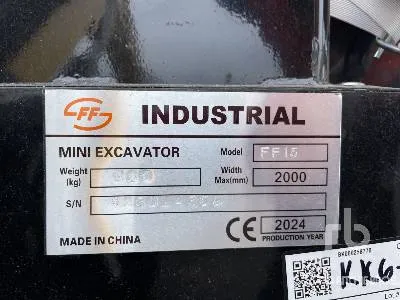 FF INDUSTRIAL
MINI EXCAVATOR Model FF15
Weight (kg) Width Max(mm) 2000
S/N
CE 2024
MADE IN CHINA PRODUCTION YEAR
rb
KK6-